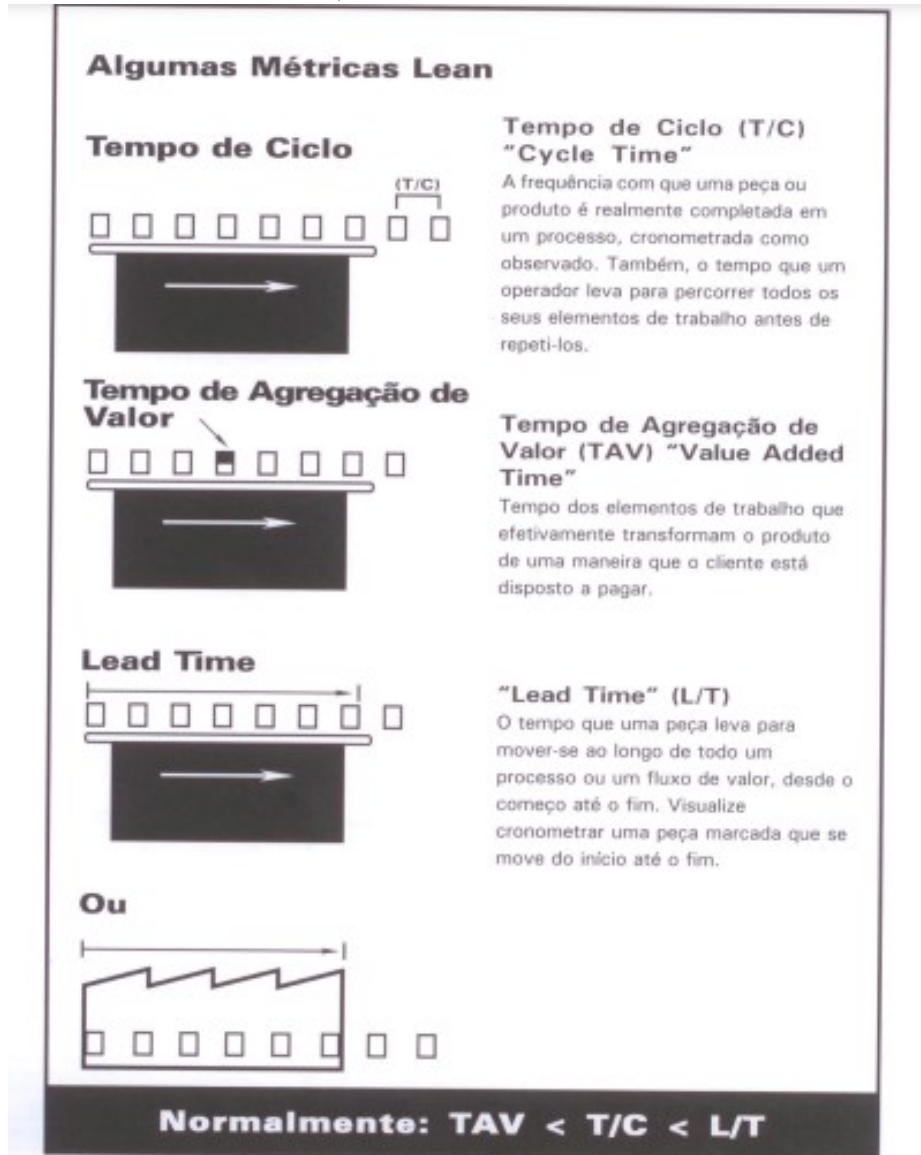 Algumas Métricas Lean
Tempo de Ciclo
(T/C)
Tempo de Ciclo (T/C)
"Cycle Time"
A frequência com que uma peça ou
produto é realmente completada em
um processo, cronometrada como
observado. Também, o tempo que um
operador leva para percorrer todos os
seus elementos de trabalho antes de
repeti-los.
Tempo de Agregação de
Valor
Tempo de Agregação de
Valor (TAV) "Value Added
Time"
Tempo dos elementos de trabalho que
efetivamente transformam o produto
de uma maneira que o cliente está
disposto a pagar.
Lead Time
"Lead Time" (L/T)
O tempo que uma peça leva para
mover-se ao longo de todo um
processo ou um fluxo de valor, desde o
começo até o fim. Visualize
cronometrar uma peça marcada que se
move do início até o fim.
Ou
Normalmente: TAV < T/C < L/T